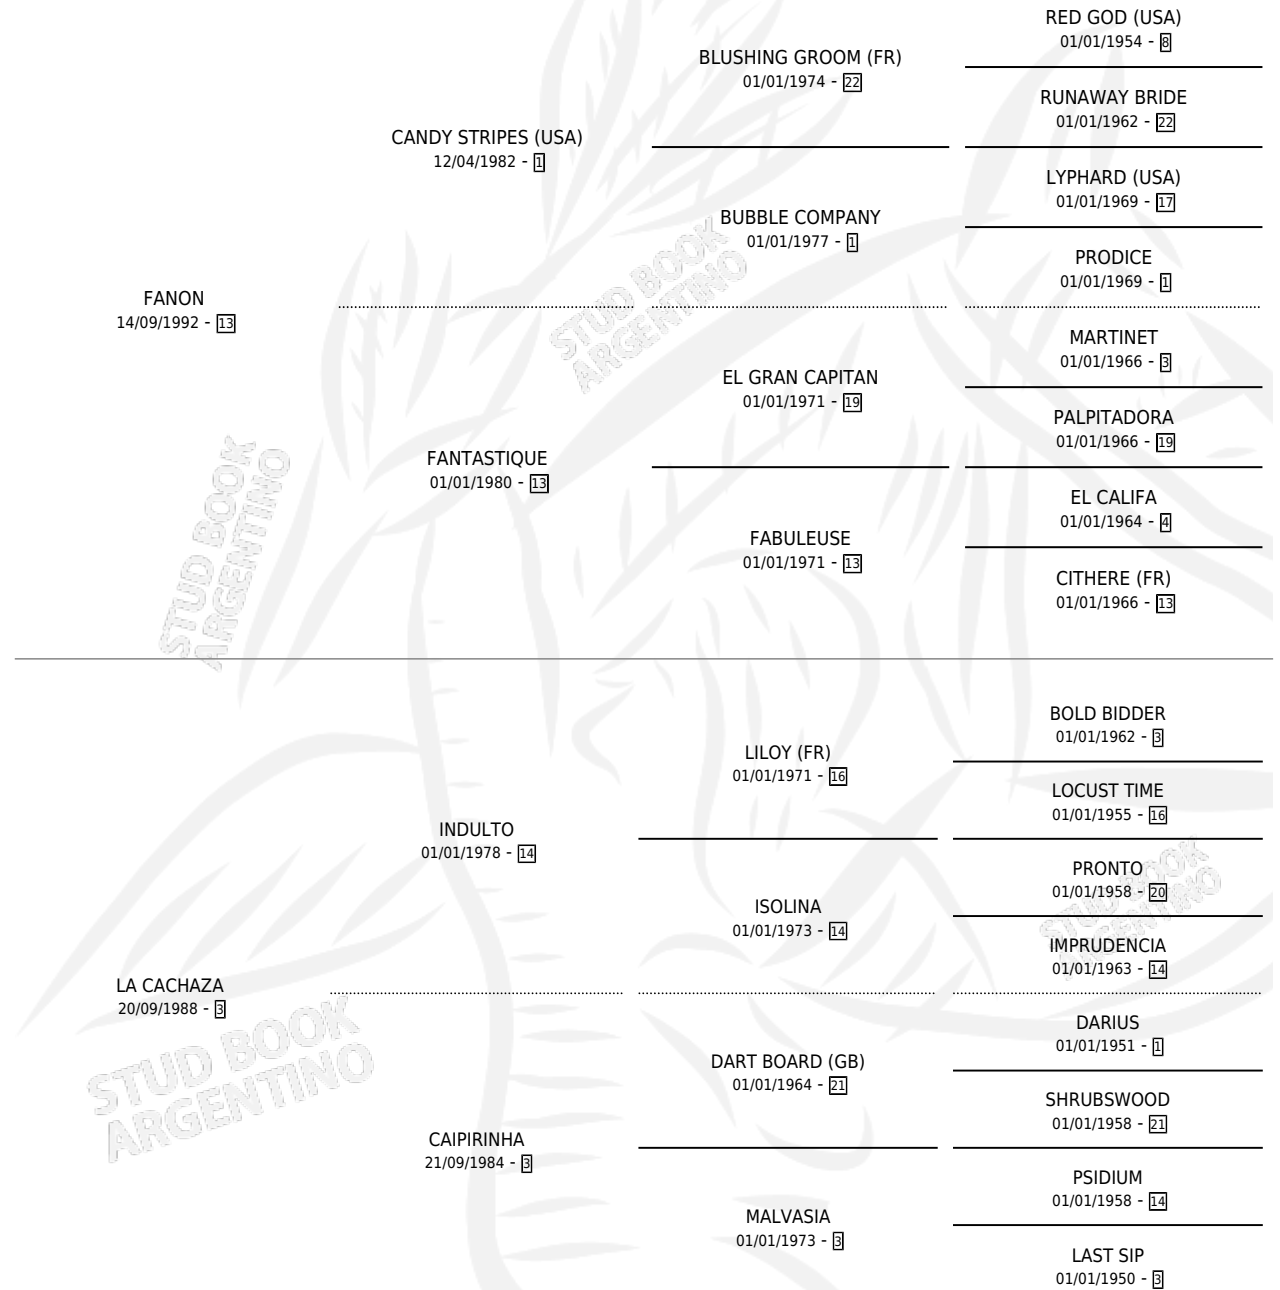 RED GOD (USA)
01/01/1954 - 8
BLUSHING GROOM (FR)
01/01/1974 - 22
RUNAWAY BRIDE
01/01/1962 - 22
CANDY STRIPES (USA)
12/04/1982 - 1
LYPHARD (USA)
01/01/1969 - 17
BUBBLE COMPANY
01/01/1977 - 1
PRODICE
01/01/1969 - 1
FANON
14/09/1992 - 13
MARTINET
01/01/1966 - 3
EL GRAN CAPITAN
01/01/1971 - 19
PALPITADORA
01/01/1966 - 19
FANTASTIQUE
01/01/1980 - 13
EL CALIFA
01/01/1964 - 4
FABULEUSE
01/01/1971 - 13
CITHERE (FR)
01/01/1966 - 13
BOLD BIDDER
01/01/1962 - 3
LILOY (FR)
01/01/1971 - 16
LOCUST TIME
01/01/1955 - 16
INDULTO
01/01/1978 - 14
PRONTO
01/01/1958 - 20
ISOLINA
01/01/1973 - 14
IMPRUDENCIA
01/01/1963 - 14
LA CACHAZA
20/09/1988 - 3
DARIUS
01/01/1951 - 1
DART BOARD (GB)
01/01/1964 - 21
SHRUBSWOOD
01/01/1958 - 21
CAIPIRINHA
21/09/1984 - 3
PSIDIUM
01/01/1958 - 14
MALVASIA
01/01/1973 - 3
LAST SIP
01/01/1950 - 3
STUD BOOK
ARGENTINO
STUD BOOK
ARGENTINO
STUD BOOK
ARGENTINO
STUD BOOK
ARGENTINO